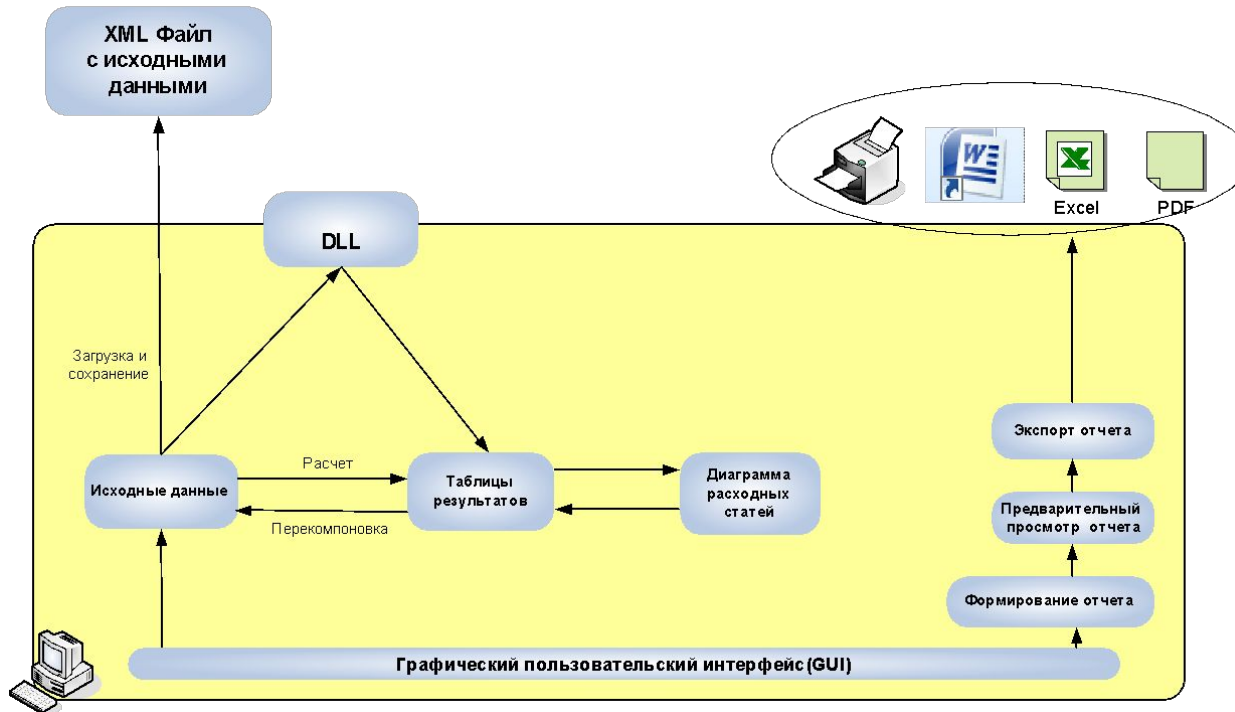 XML Файл
с исходными
данными
DLL
Excel
PDF
Загрузка и
сохранение
Исходные данные
Расчет
Перекомпоновка
Таблицы
результатов
Диаграмма
расходных
статей
Экспорт отчета
Предварительный
просмотр отчета
Формирование отчета
Графический пользовательский интерфейс(GUI)